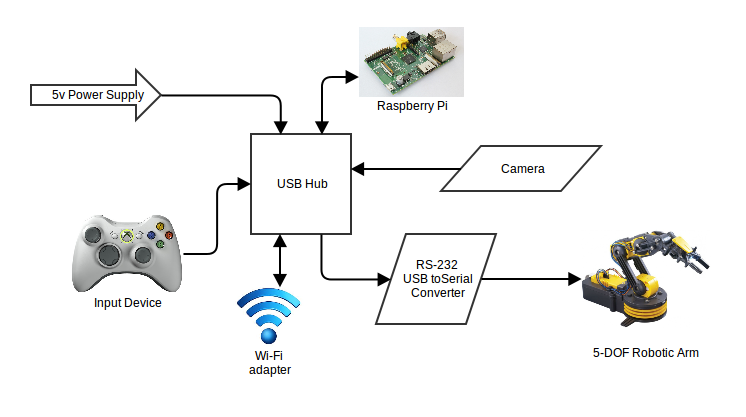 Raspberry Pi
5v Power Supply
USB Hub
Camera
Input Device
RS-232
USB toSerial
Converter
Wi-Fi
adapter
5-DOF Robotic Arm